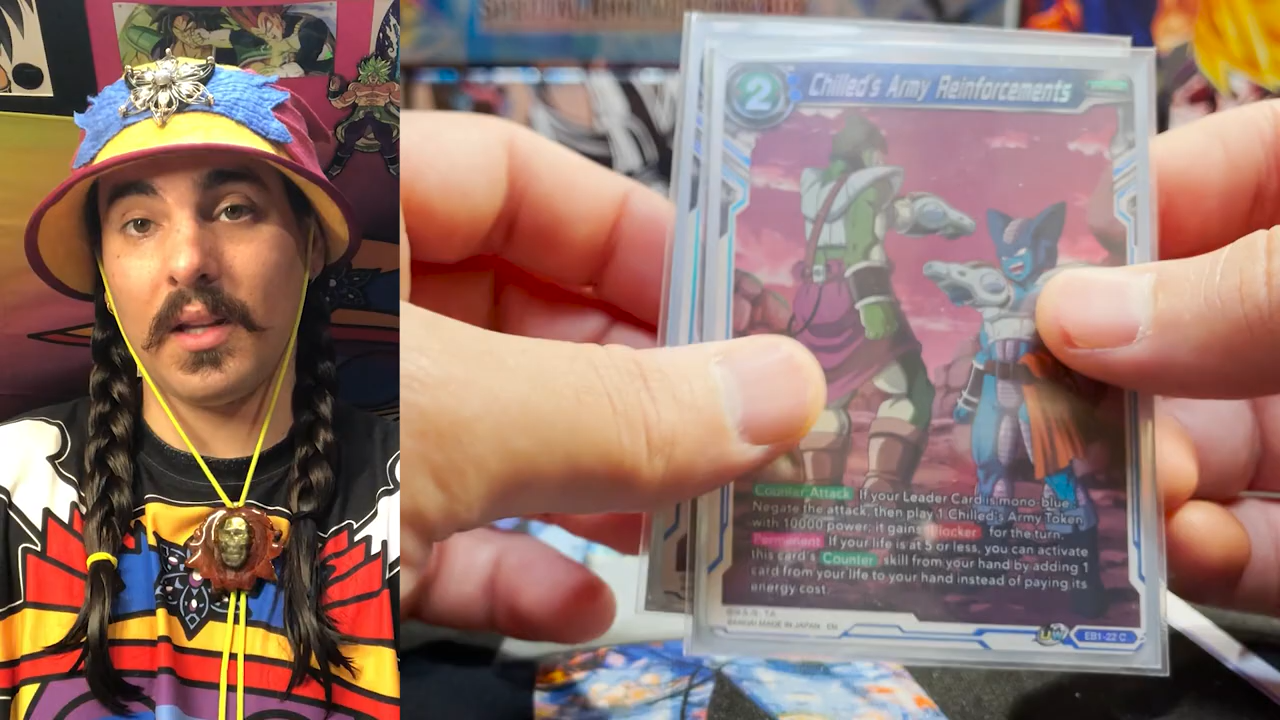 2
Chilled's Army Reinforcements
Counter Attack If your Leader Card is mono-blue
Negate the attack, then play 1 Chilled's Army Token
with 10000 power; it gains Blocker for the turn.
Permanent If your life is at 5 or less, you can activate
this card's Counter skill from your hand by adding 1
card from your life to your hand instead of paying its
energy cost.
BANDAI MADE IN JAPAN EN
UW EB1-22 C